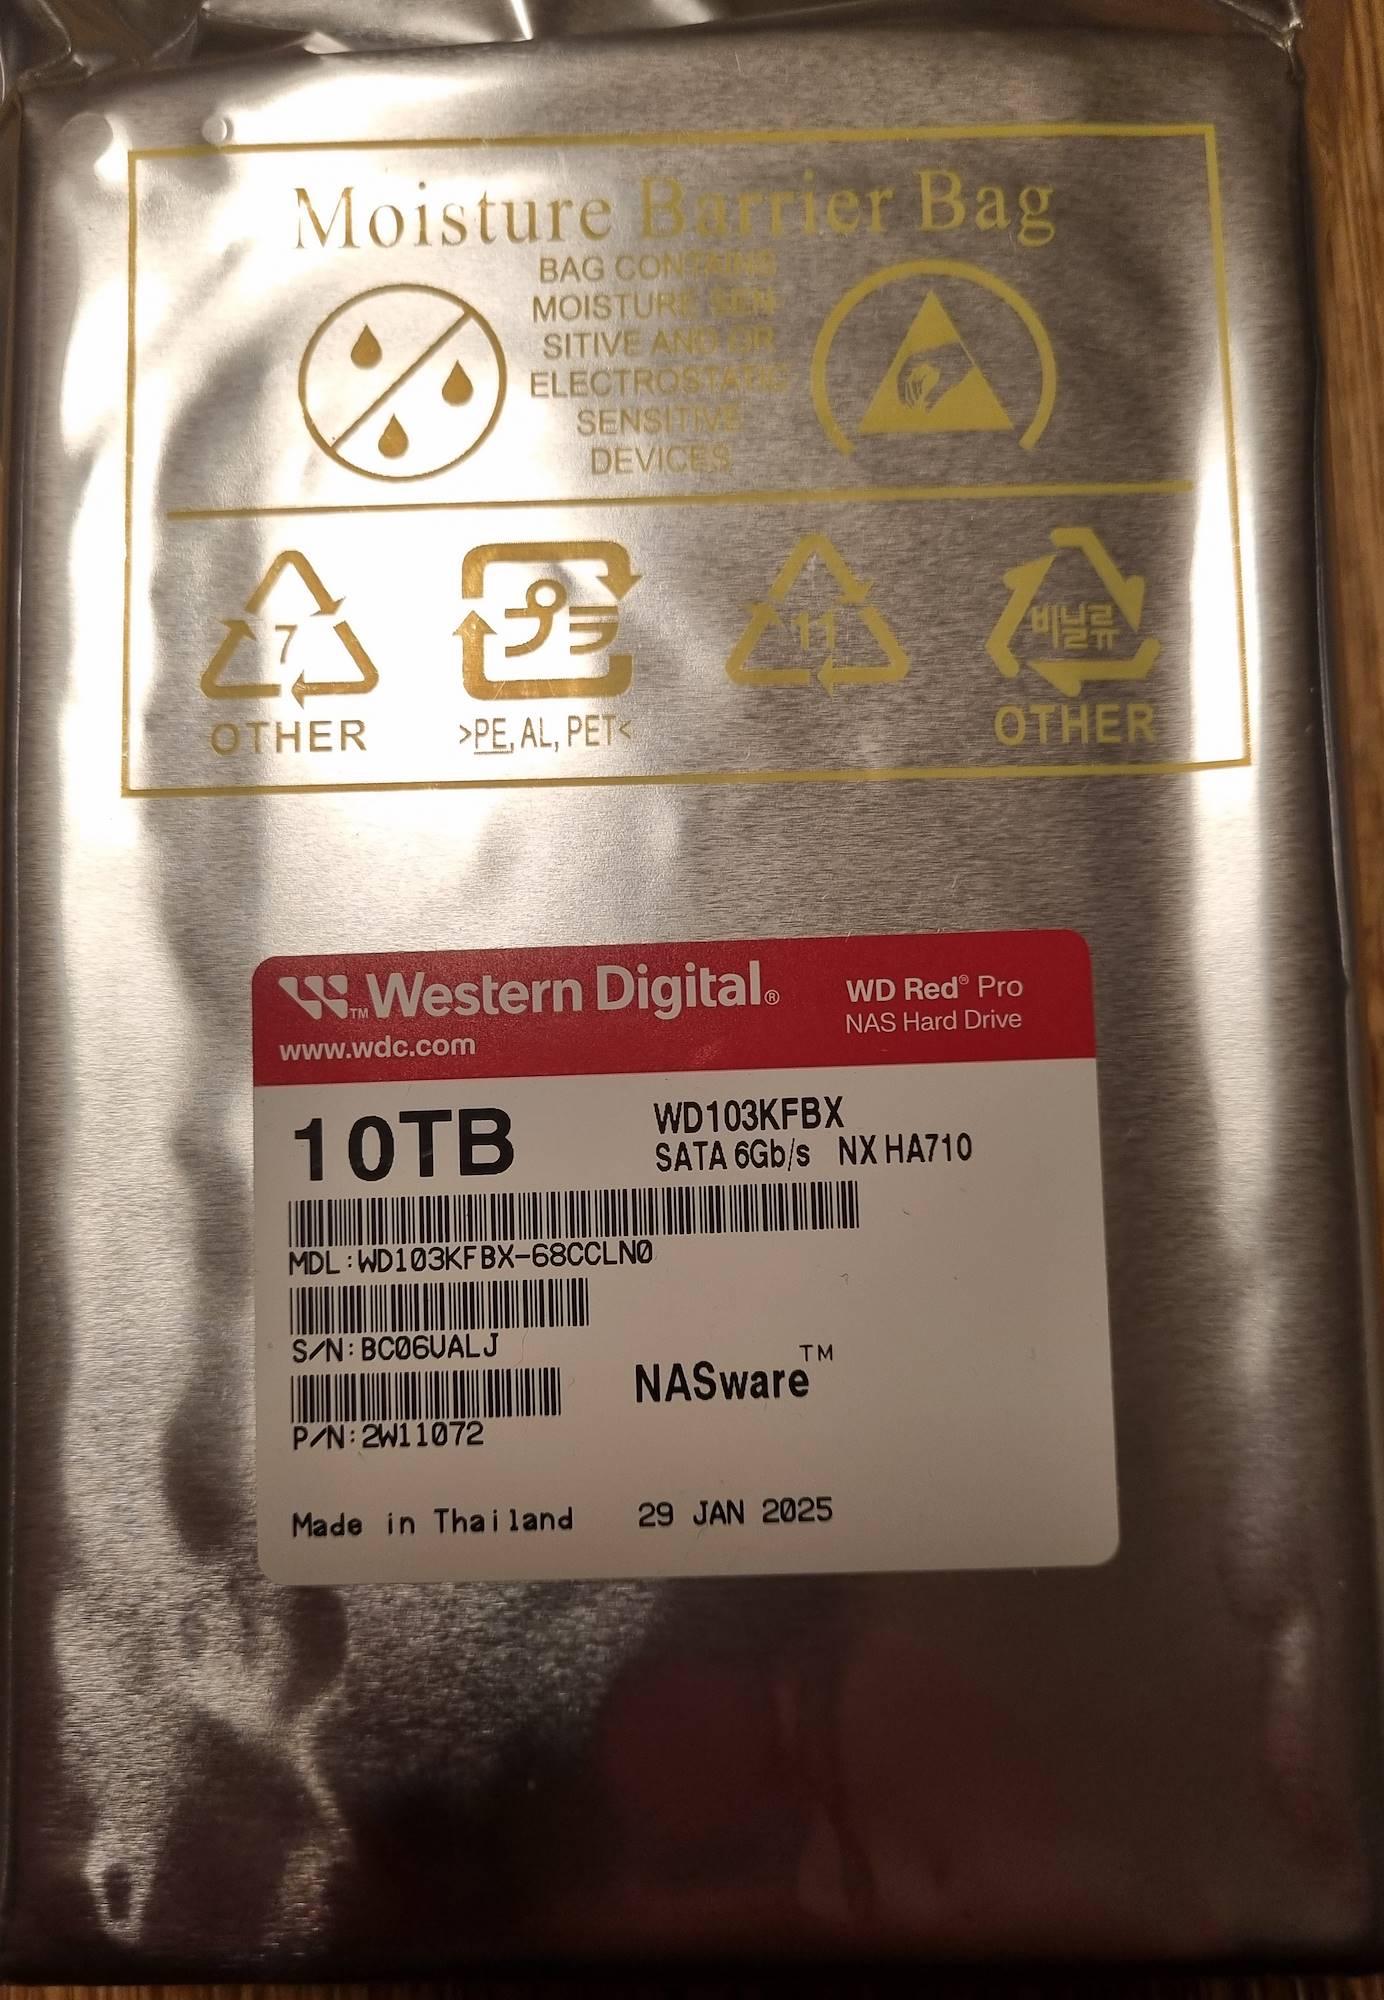 Moisture Barrier Bag
BAG CONTAINS
MOISTURE SEN
SITIVE AND OR
ELECTROSTATIC
SENSITIVE
DEVICES
7
OTHER
プラ
>PE, AL, PET<
11
비닐류
OTHER
Western Digital®
WD Red® Pro
NAS Hard Drive
www.wdc.com
10TB
WD103KFBX
SATA 6Gb/s NX HA710
MDL:WD103KFBX-68CCLN0
S/N:BC06UALJ
NASware™
P/N:2W11072
Made in Thailand 29 JAN 2025